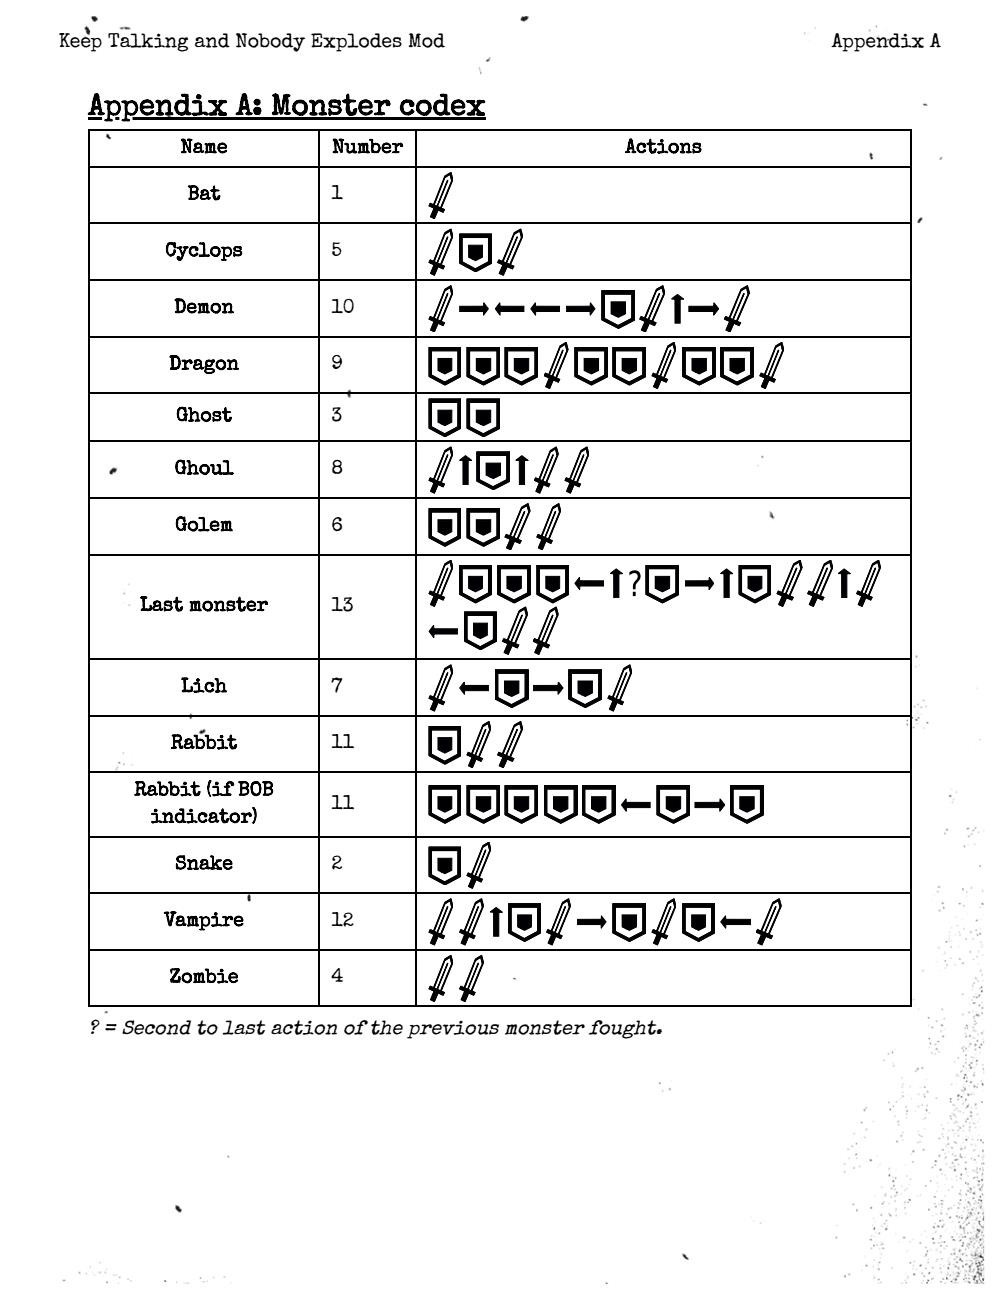 Keep Talking and Nobody Explodes Mod Appendix A
Appendix A: Monster codex
Name Number Actions
Bat 1
Cyclops 5
Demon 10
Dragon 9
Ghost 3
Ghoul 8
Golem 6
Last monster 13 ?
Lich 7
Rabbit 11
Rabbit (if BOB
indicator) 11
Snake 2
Vampire 12
Zombie 4
? = Second to last action of the previous monster fought.